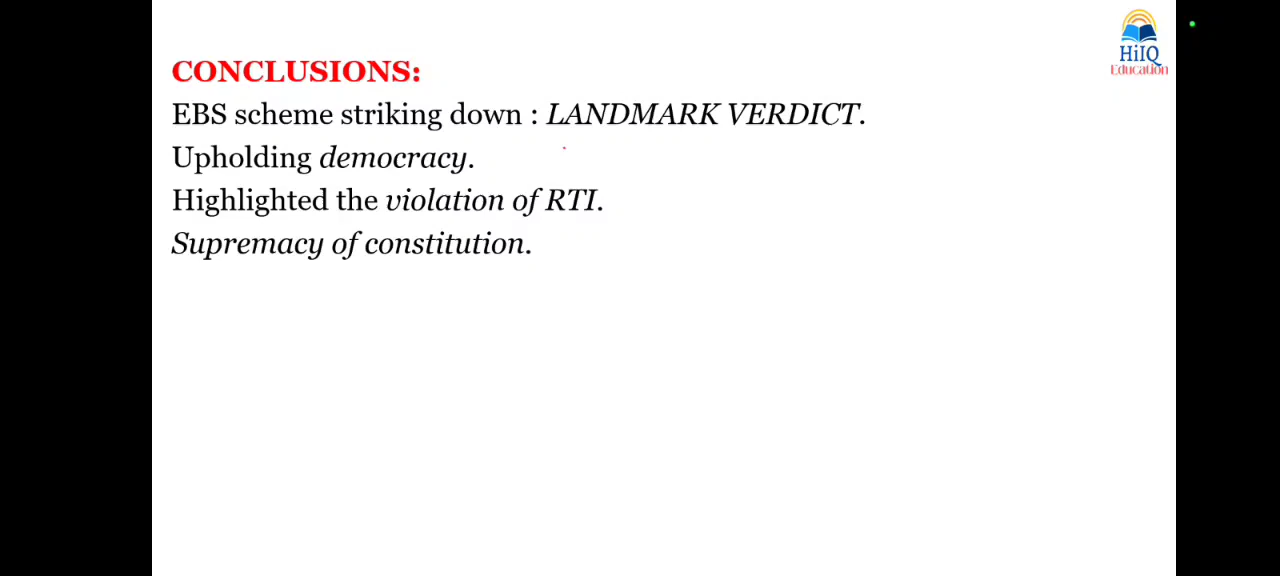 HiIQ
Education
CONCLUSIONS:
EBS scheme striking down : LANDMARK VERDICT.
Upholding democracy.
Highlighted the violation of RTI.
Supremacy of constitution.